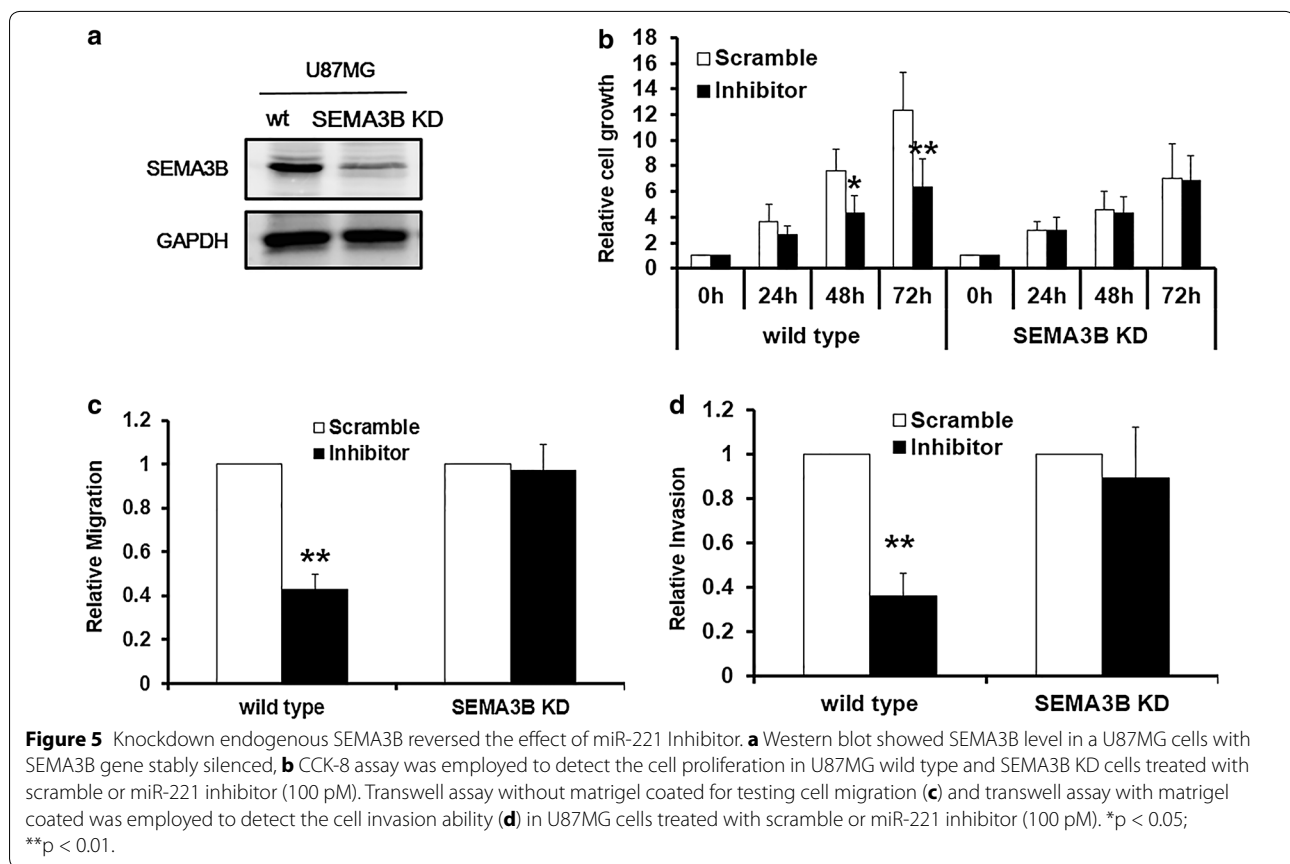 a
U87MG
wt SEMA3B KD
SEMA3B
GAPDH
b
Scramble
Inhibitor
Relative cell growth
18
16
14
12
10
8
6
4
2
0
*
**
0h 24h 48h 72h 0h 24h 48h 72h
wild type SEMA3B KD
c
Scramble
Inhibitor
Relative Migration
1.2
1
0.8
0.6
0.4
0.2
0
**
wild type SEMA3B KD
d
Scramble
Inhibitor
Relative Invasion
1.2
1
0.8
0.6
0.4
0.2
0
**
wild type SEMA3B KD
Figure 5 Knockdown endogenous SEMA3B reversed the effect of miR-221 Inhibitor. a Western blot showed SEMA3B level in a U87MG cells with
SEMA3B gene stably silenced, b CCK-8 assay was employed to detect the cell proliferation in U87MG wild type and SEMA3B KD cells treated with
scramble or miR-221 inhibitor (100 pM). Transwell assay without matrigel coated for testing cell migration (c) and transwell assay with matrigel
coated was employed to detect the cell invasion ability (d) in U87MG cells treated with scramble or miR-221 inhibitor (100 pM). *p < 0.05;
**p < 0.01.